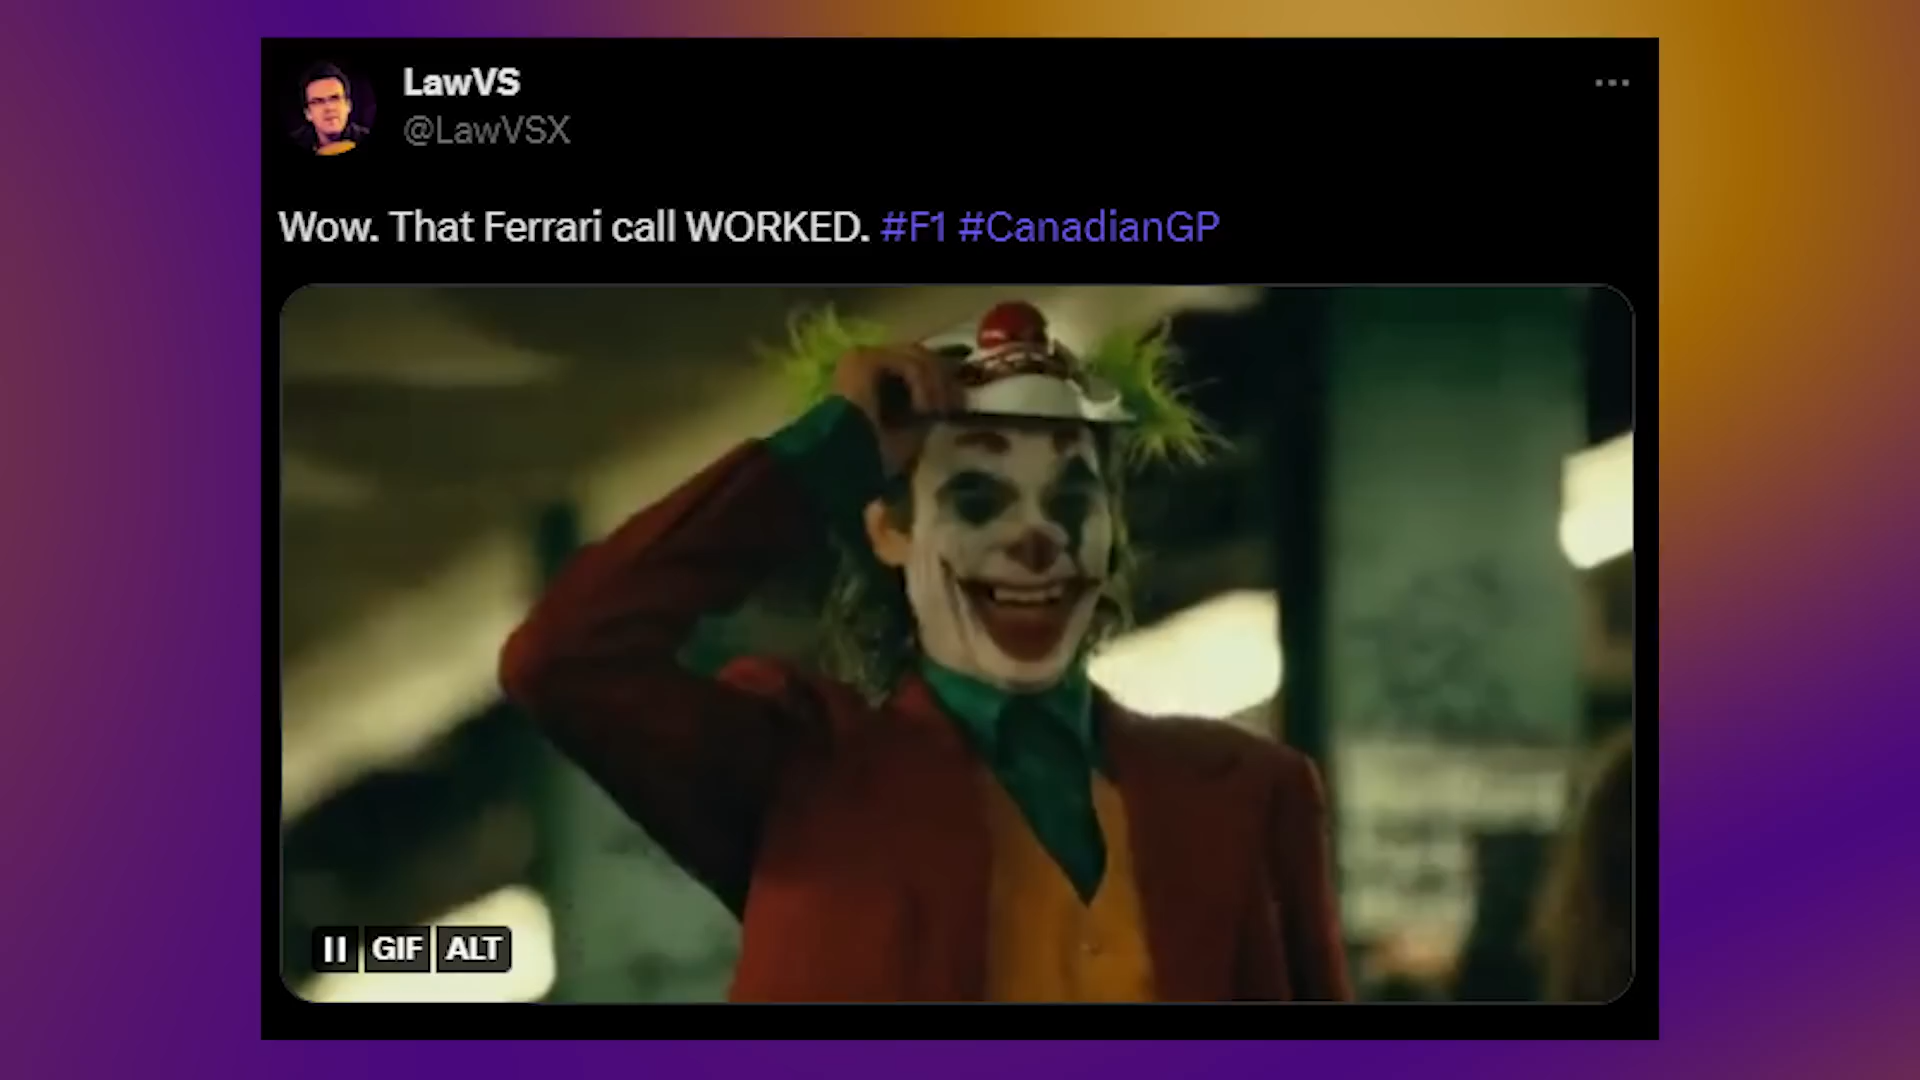 LawVS
@LawVSX
Wow. That Ferrari call WORKED. #F1 #CanadianGP
GIF ALT